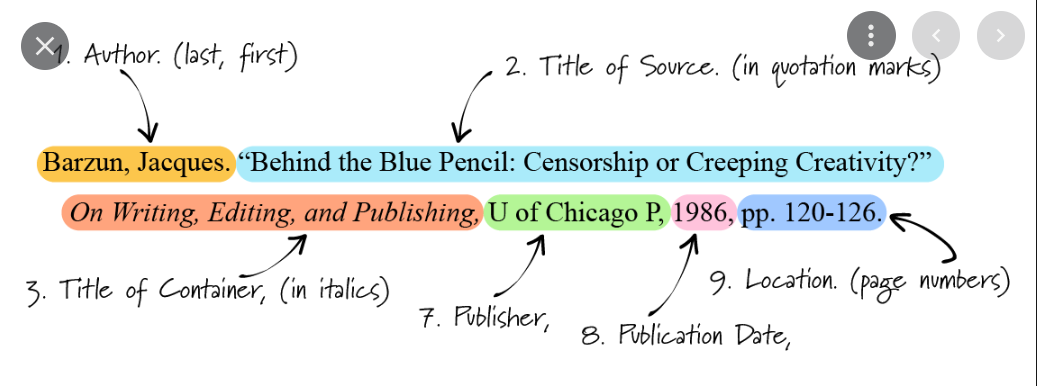 1. Author. (last, first)
2. Title of Source. (in quotation marks)
Barzun, Jacques. “Behind the Blue Pencil: Censorship or Creeping Creativity?”
On Writing, Editing, and Publishing, U of Chicago P, 1986, pp. 120-126.
3. Title of Container, (in italics)
7. Publisher,
8. Publication Date,
9. Location. (page numbers)